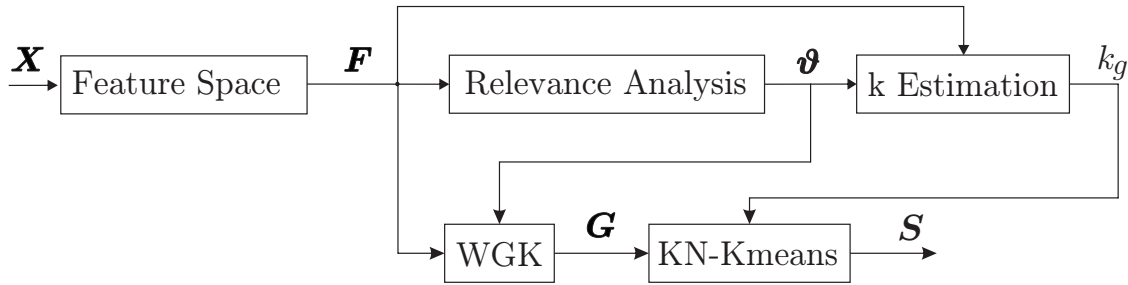 X
Feature Space
F
Relevance Analysis
ϑ
k Estimation
k_g
WGK
G
KN-Kmeans
S